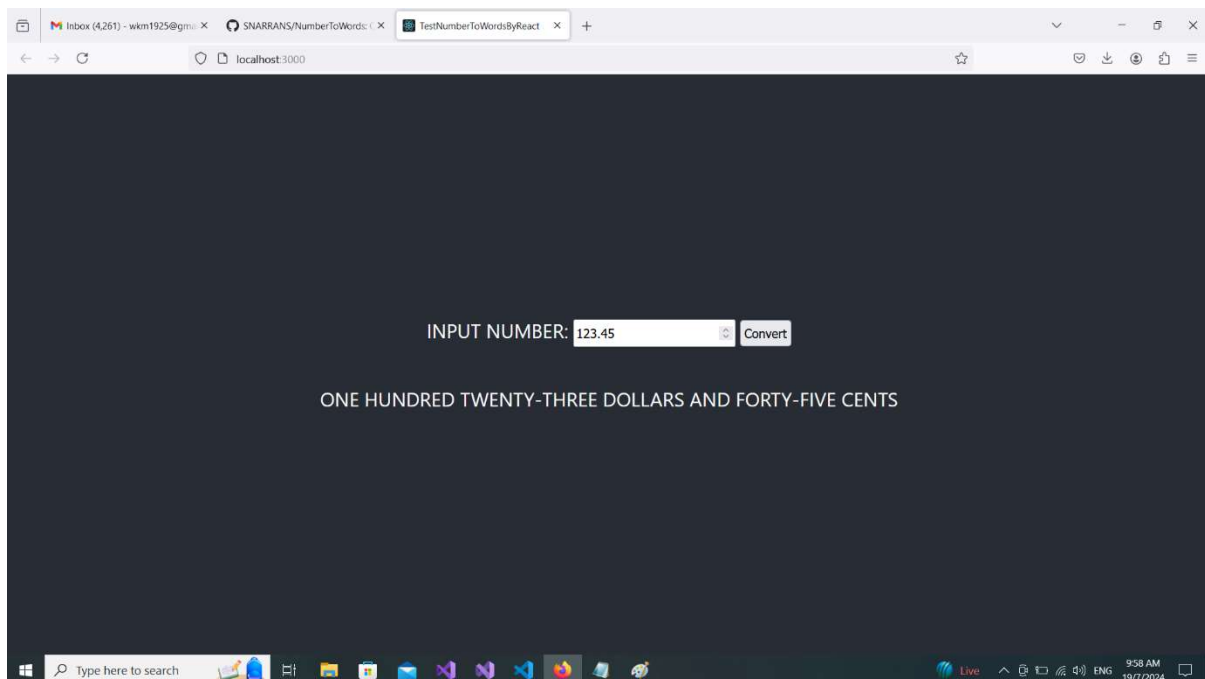 Inbox (4,261) - wkm1925@gma
SNARRANS/NumberToWords: C
TestNumberToWordsByReact
localhost:3000
INPUT NUMBER: 123.45 Convert
ONE HUNDRED TWENTY-THREE DOLLARS AND FORTY-FIVE CENTS
Type here to search
Live
ENG
9:58 AM
19/7/2024